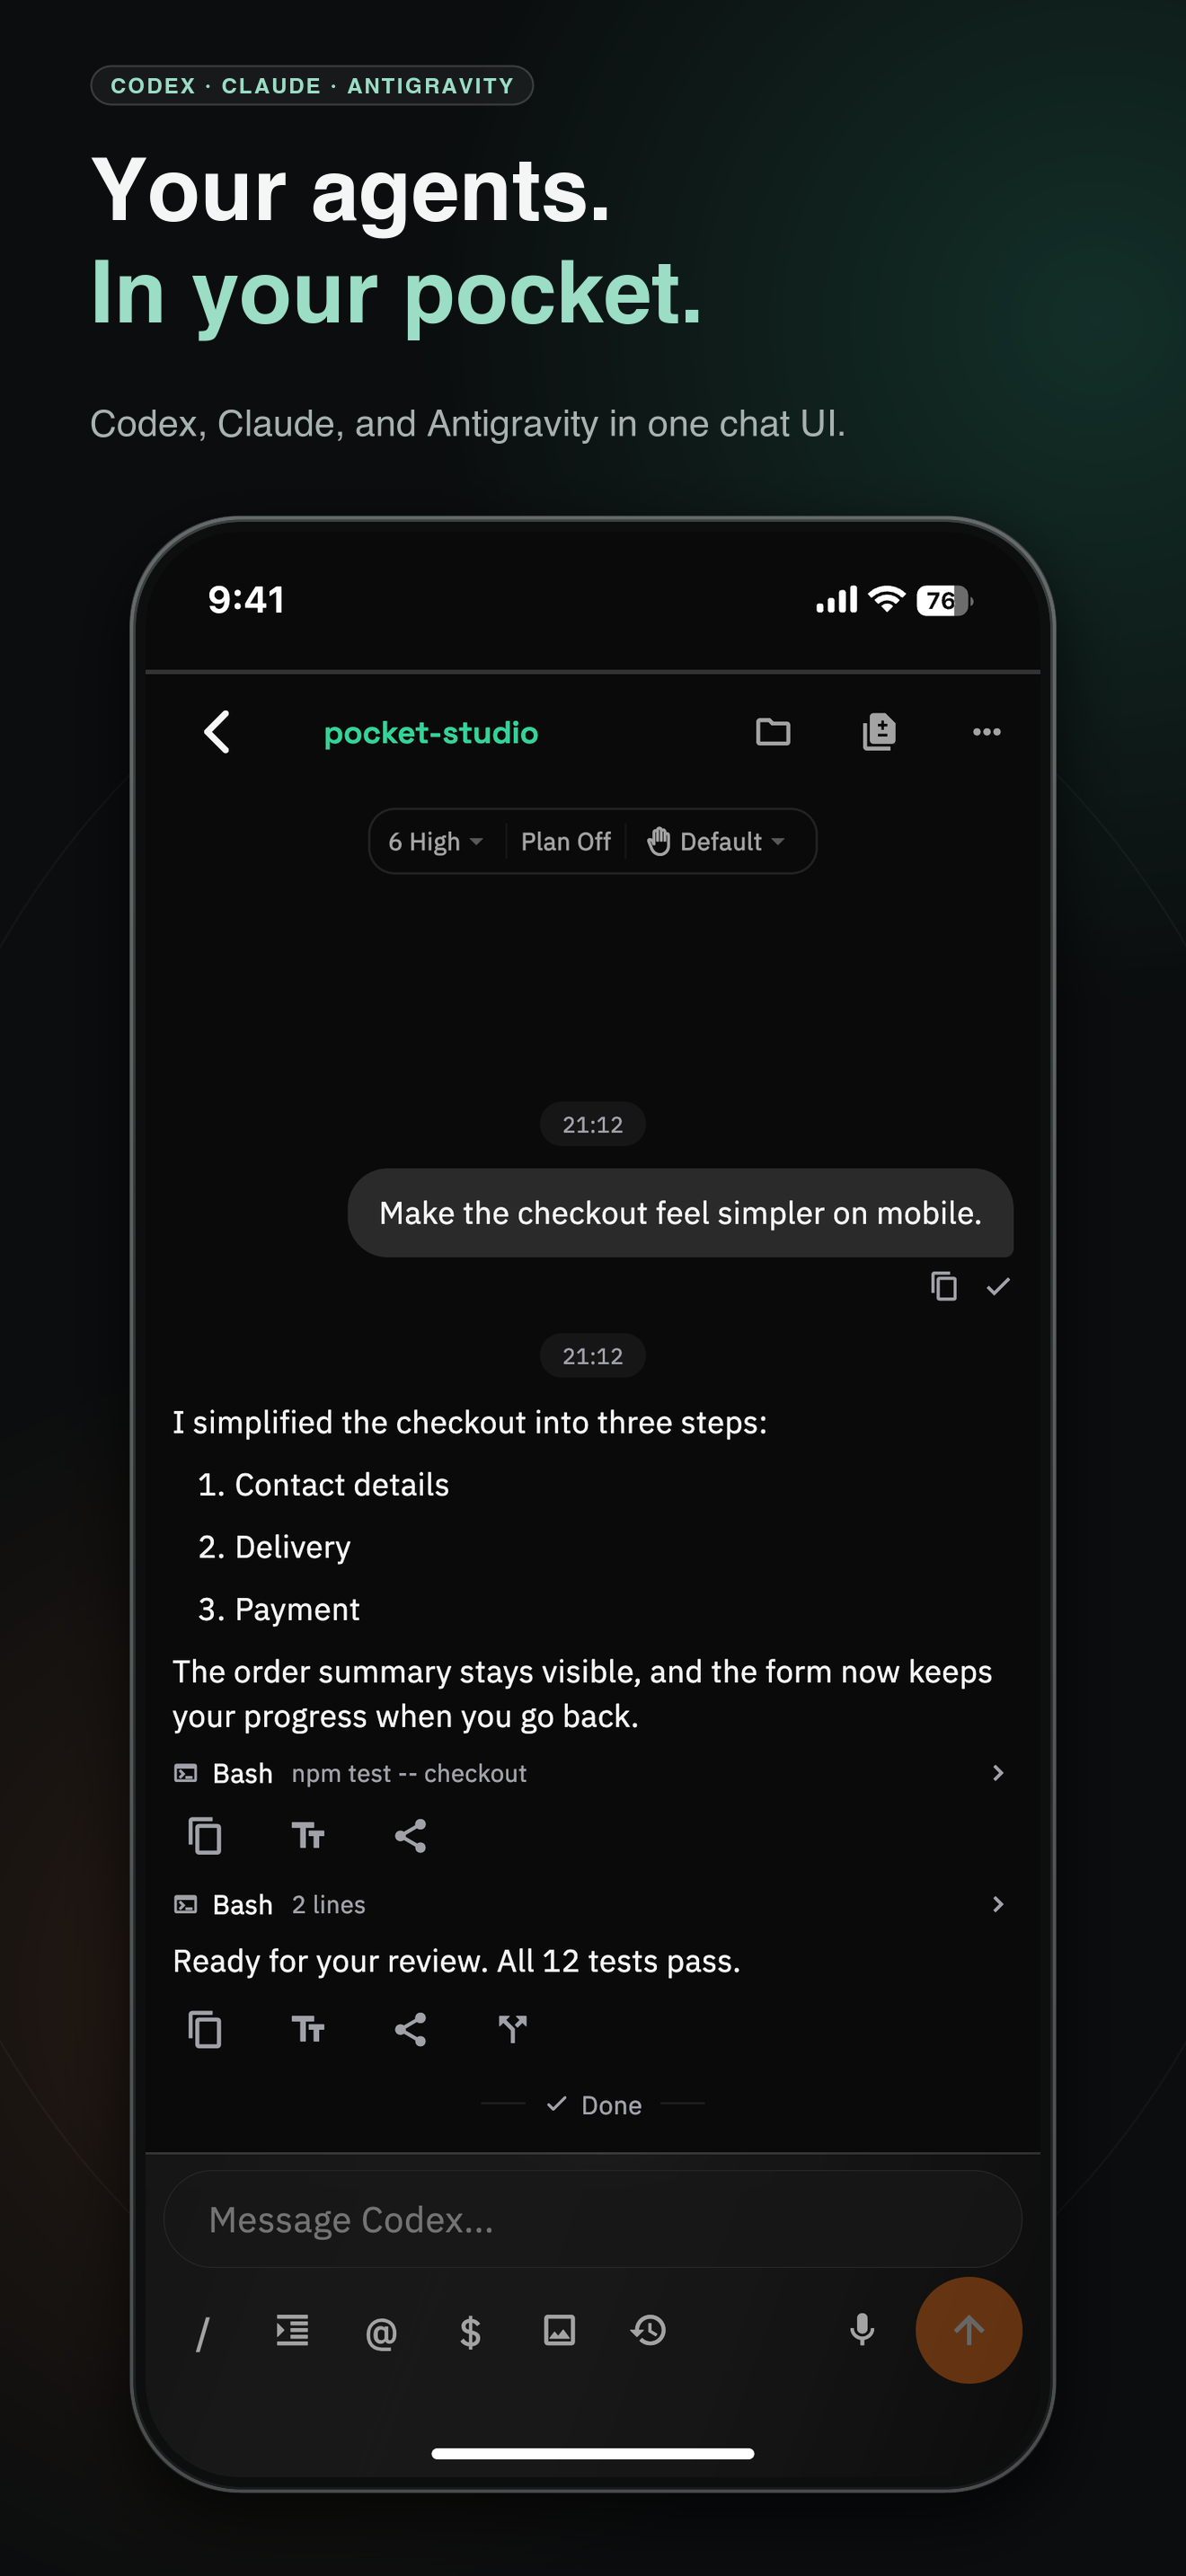 CODEX · CLAUDE · ANTIGRAVITY
Your agents.
In your pocket.
Codex, Claude, and Antigravity in one chat UI.
9:41
76
pocket-studio
6 High
Plan Off
Default
21:12
Make the checkout feel simpler on mobile.
21:12
I simplified the checkout into three steps:
1. Contact details
2. Delivery
3. Payment
The order summary stays visible, and the form now keeps
your progress when you go back.
Bash npm test -- checkout
Bash 2 lines
Ready for your review. All 12 tests pass.
Done
Message Codex...
/ @ $